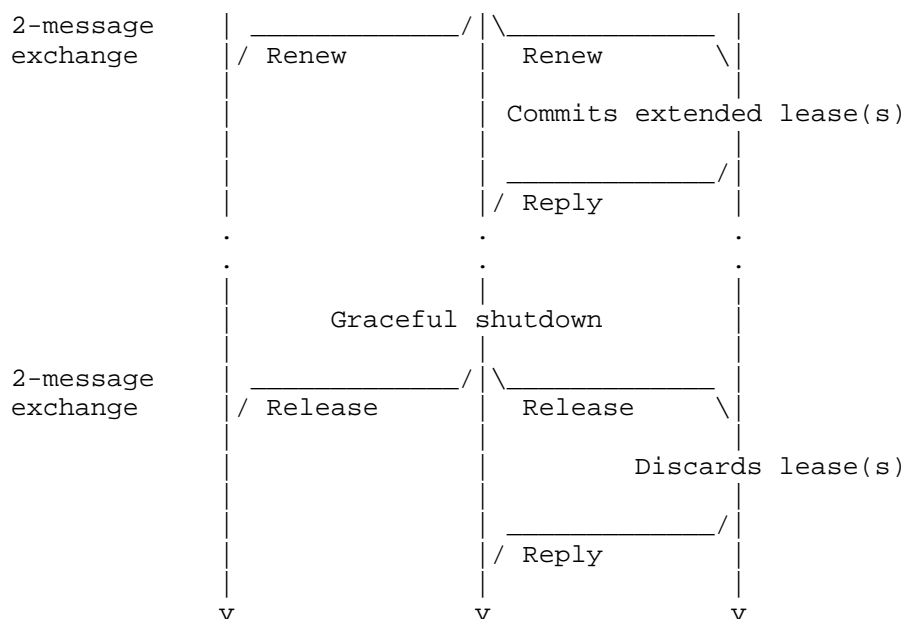 2-message
exchange
Renew Renew
Commits extended lease(s)
Reply
Graceful shutdown
2-message
exchange
Release Release
Discards lease(s)
Reply
v v v